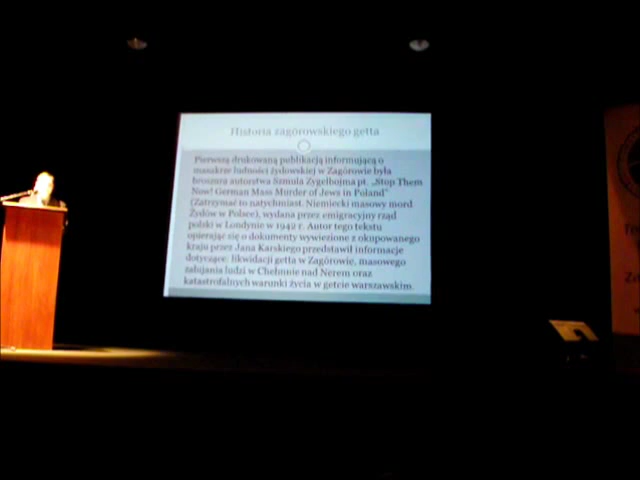 Historia zagórowskiego getta
Pierwszą drukowaną publikacją informującą o
masakrze ludności żydowskiej w Zagórowie była
broszura autorstwa Szmula Zygelbojma pt. „Stop Them
Now! German Mass Murder of Jews in Poland”
(Zatrzymać to natychmiast. Niemiecki masowy mord
Żydów w Polsce), wydana przez emigracyjny rząd
polski w Londynie w 1942 r. Autor tego tekstu
opierając się o dokumenty wywiezione z okupowanego
kraju przez Jana Karskiego przedstawił informacje
dotyczące: likwidacji getta w Zagórowie, masowego
zabijania ludzi w Chełmnie nad Nerem oraz
katastrofalnych warunki życia w getcie warszawskim.